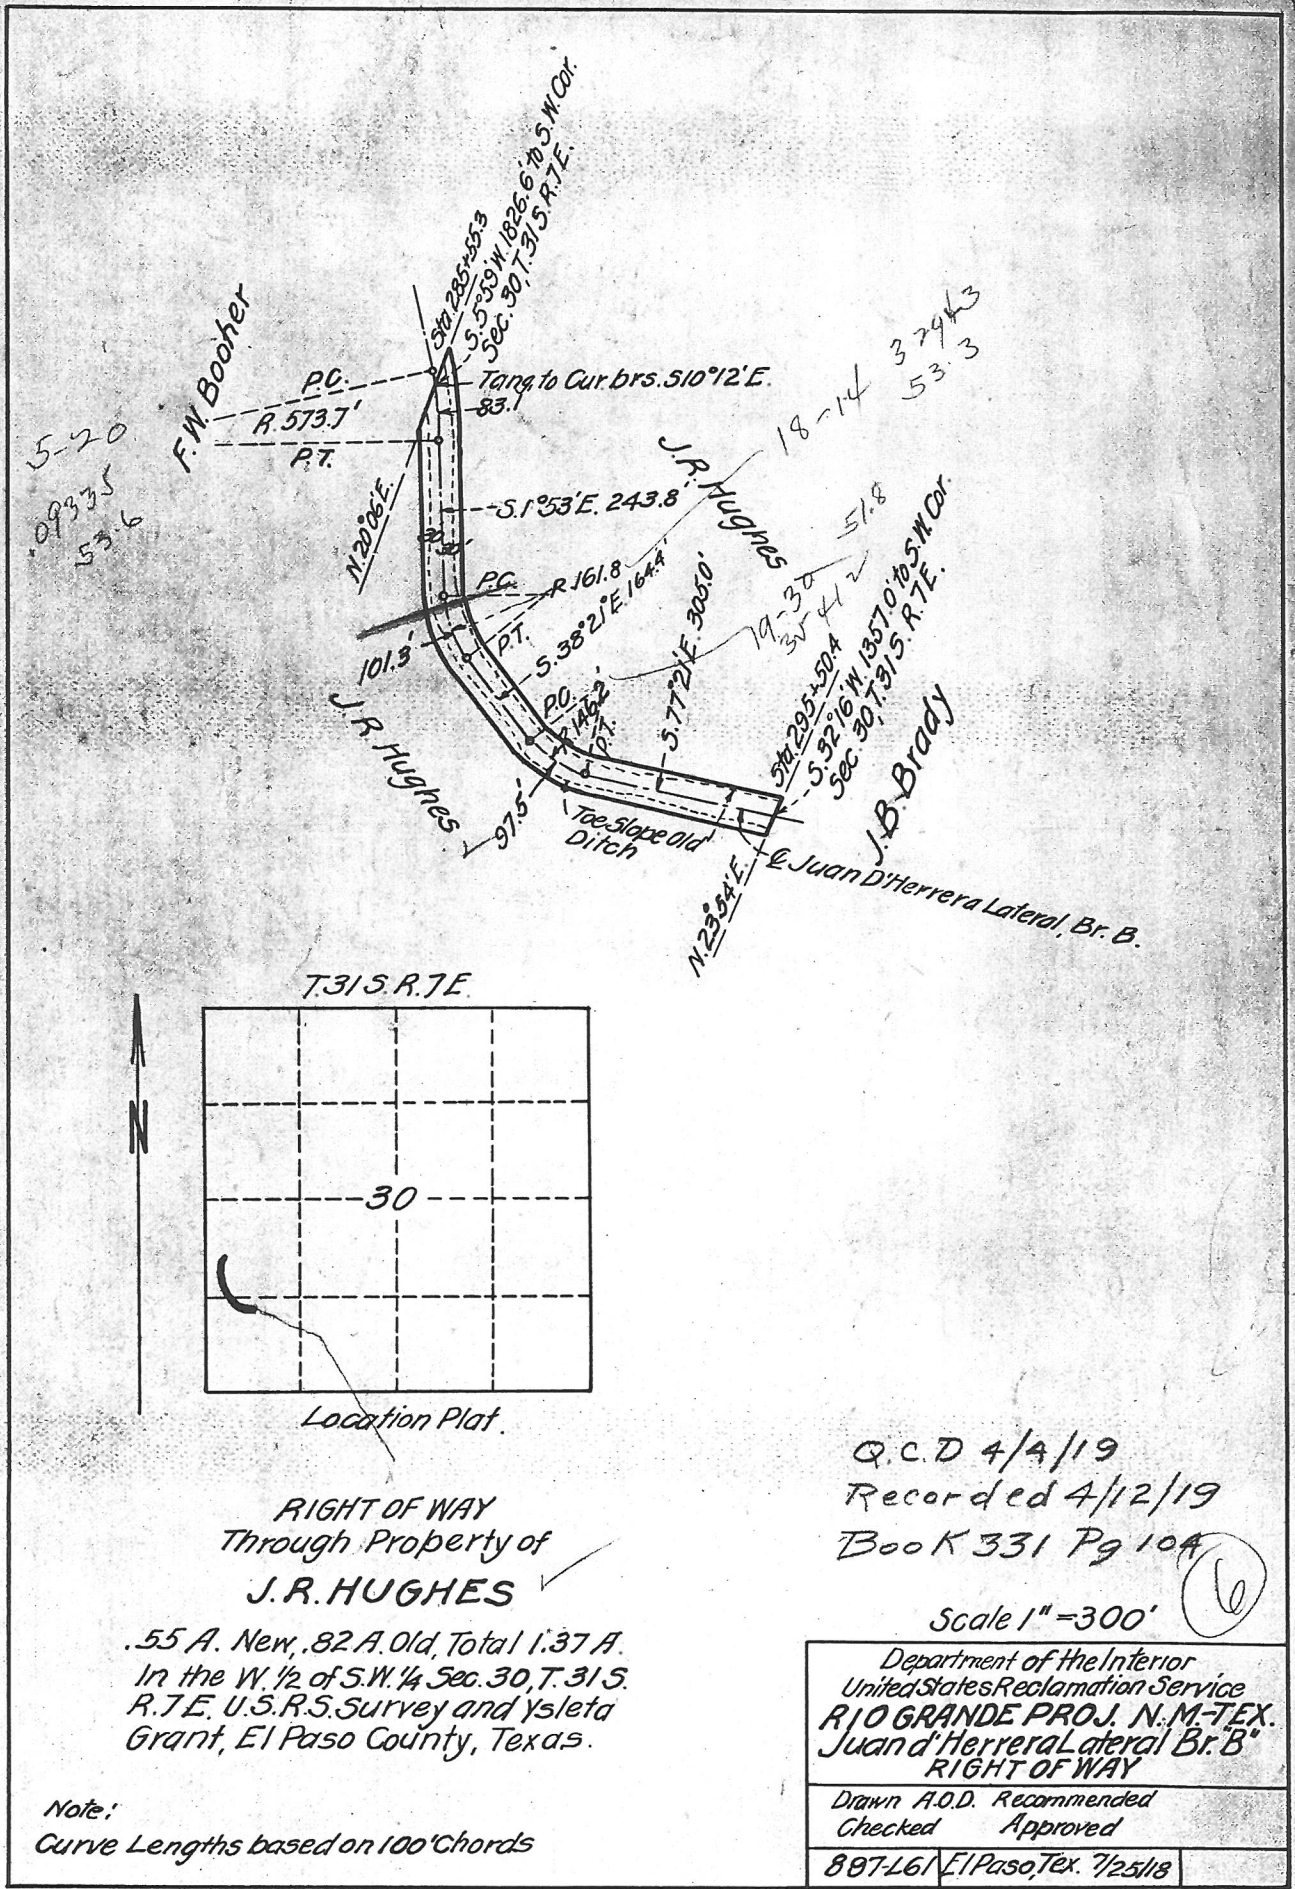 Sta. 285+55.3
S. 5°59' W. 1826.6' to S.W. Cor.
Sec. 30, T. 31 S. R. 7 E.
F. W. Booher
P.C.
R. 573.7'
P.T.
Tang. to Cur. brs. S10°12'E.
83.1'
5-20
.09335
53.6
N. 20°06'E.
S. 1°53'E. 243.8'
30'
30'
J. R. Hughes
18-14
53.3
P.C.
R. 161.8'
P.T.
101.3'
S. 38°21'E. 164.4'
19-30
51.8
J. R. Hughes
P.C.
R. 146.2'
P.T.
97.5'
S. 77°21'E. 305.0'
Sta. 295+50.4
S. 32°16' W. 1357.0' to S.W. Cor.
Sec. 30, T. 31 S. R. 7 E.
J. B. Brady
Toe Slope Old
Ditch
N. 23°54'E.
℄ Juan D'Herrera Lateral, Br. B.
T. 31 S. R. 7 E.
N
30
Location Plat.
RIGHT OF WAY
Through Property of
J. R. HUGHES
.55 A. New, .82 A. Old, Total 1.37 A.
In the W. ½ of S.W. ¼ Sec. 30, T. 31 S.
R. 7 E. U.S.R.S. Survey and Ysleta
Grant, El Paso County, Texas.
Note:
Curve Lengths based on 100' Chords
Q.C.D 4/4/19
Recorded 4/12/19
Book 331 Pg 104
6
Scale 1" = 300'
Department of the Interior
United States Reclamation Service
RIO GRANDE PROJ. N.M.-TEX.
Juan d'Herrera Lateral Br. "B"
RIGHT OF WAY
Drawn A.O.D. Recommended
Checked Approved
887-L61 El Paso, Tex. 7/25/18